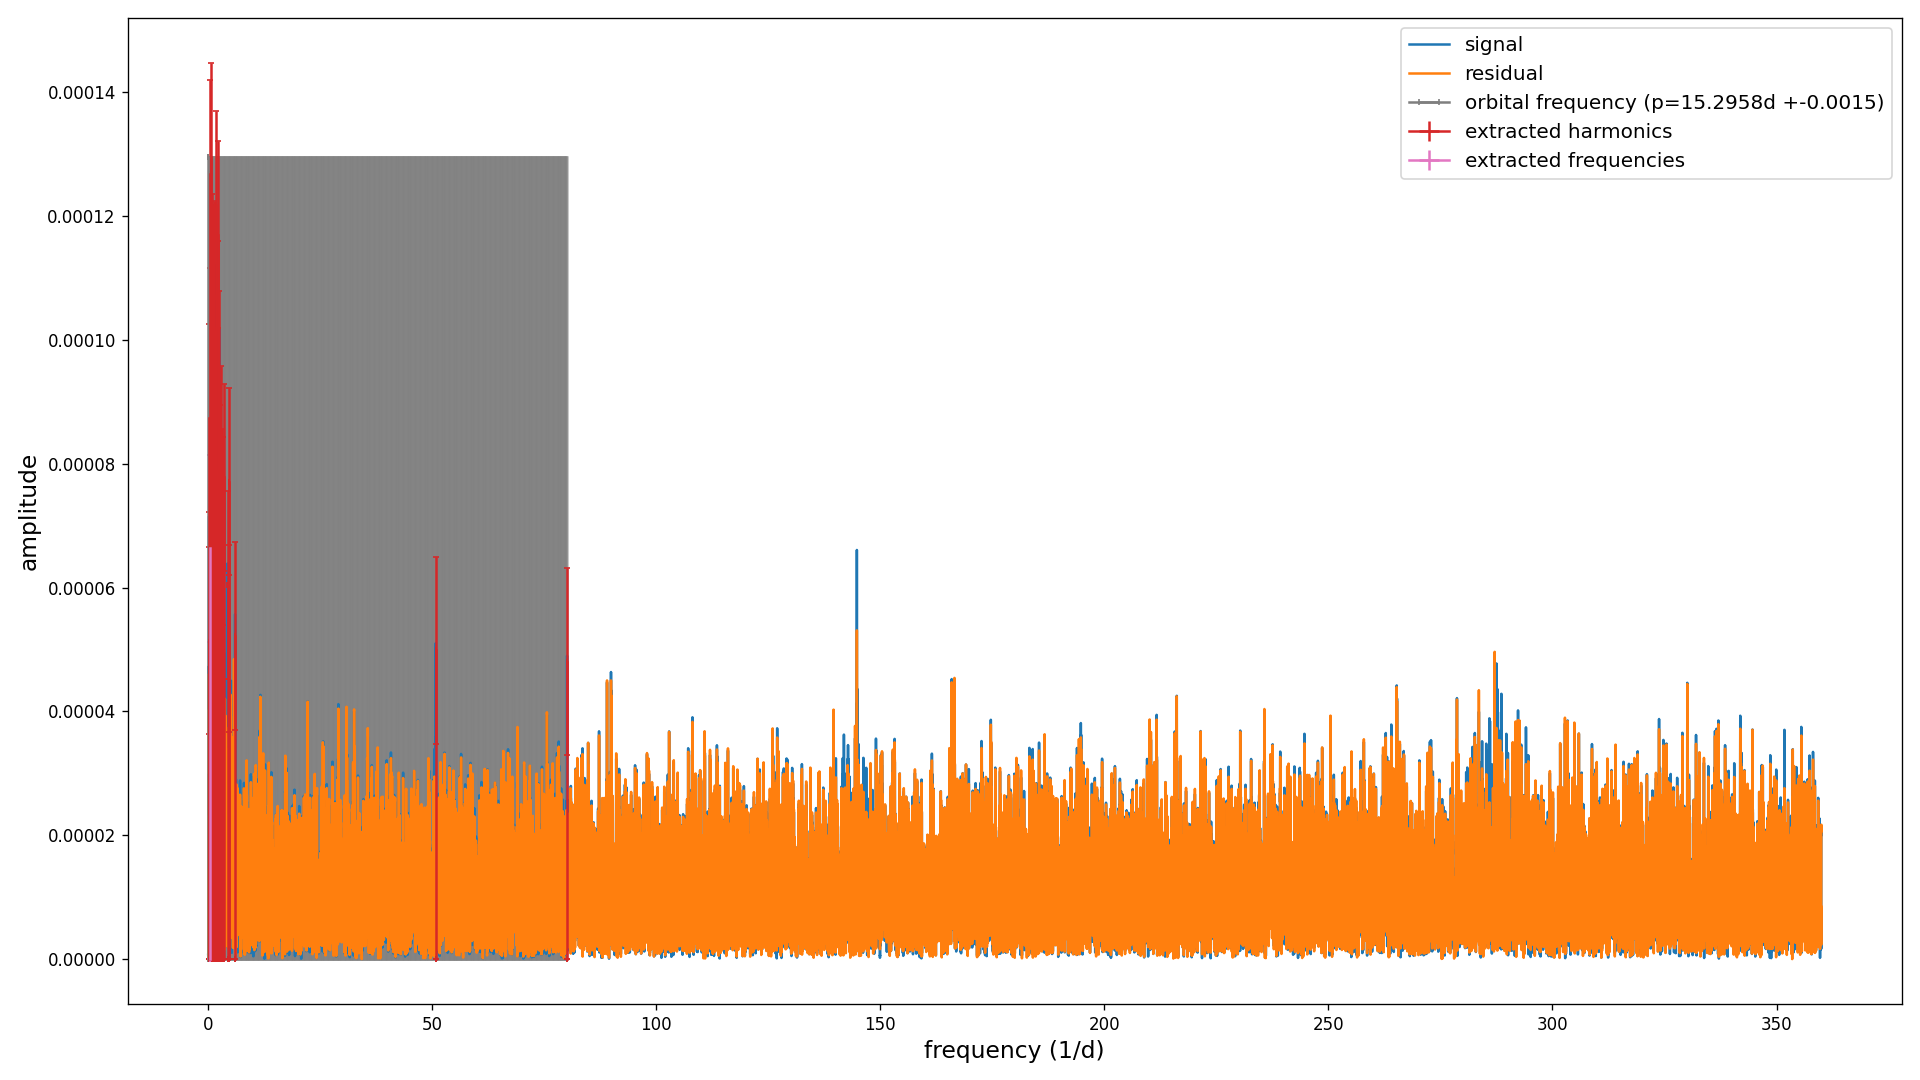 signal
residual
orbital frequency (p=15.2958d +-0.0015)
extracted harmonics
extracted frequencies
amplitude
0.00014
0.00012
0.00010
0.00008
0.00006
0.00004
0.00002
0.00000
0 50 100 150 200 250 300 350
frequency (1/d)